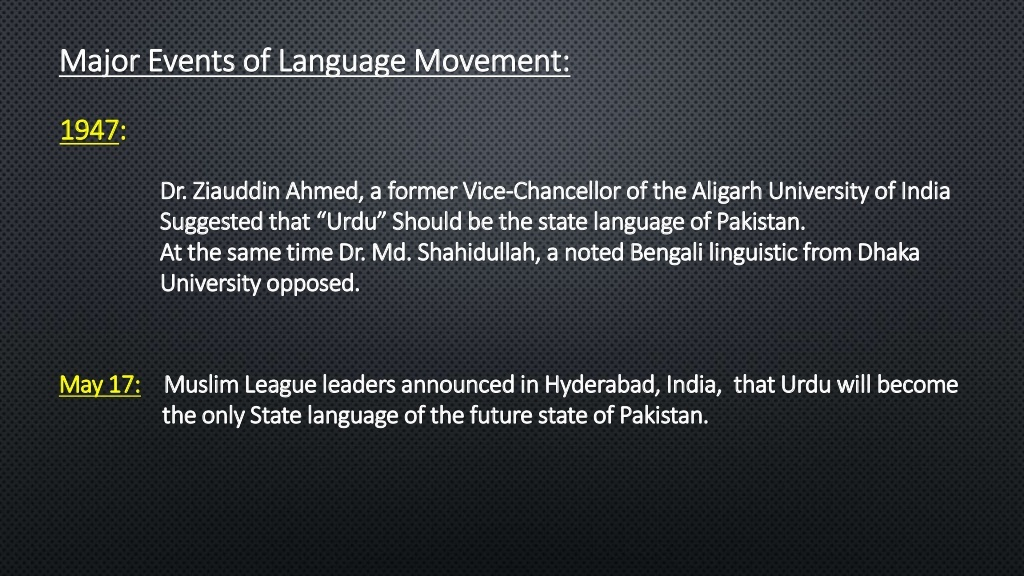 Major Events of Language Movement:
1947:
Dr. Ziauddin Ahmed, a former Vice-Chancellor of the Aligarh University of India
Suggested that “Urdu” Should be the state language of Pakistan.
At the same time Dr. Md. Shahidullah, a noted Bengali linguistic from Dhaka
University opposed.
May 17: Muslim League leaders announced in Hyderabad, India, that Urdu will become
the only State language of the future state of Pakistan.